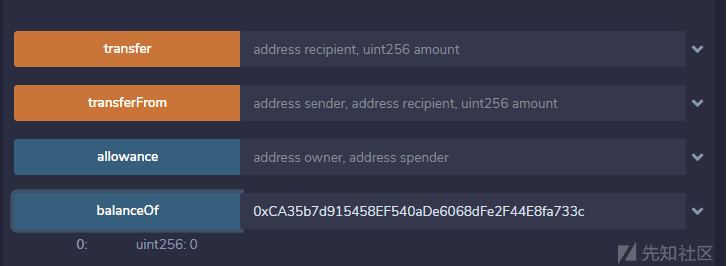 transfer address recipient, uint256 amount
transferFrom address sender, address recipient, uint256 amount
allowance address owner, address spender
balanceOf 0xCA35b7d915458EF540aDe6068dFe2F44E8fa733c
0: uint256: 0
先知社区